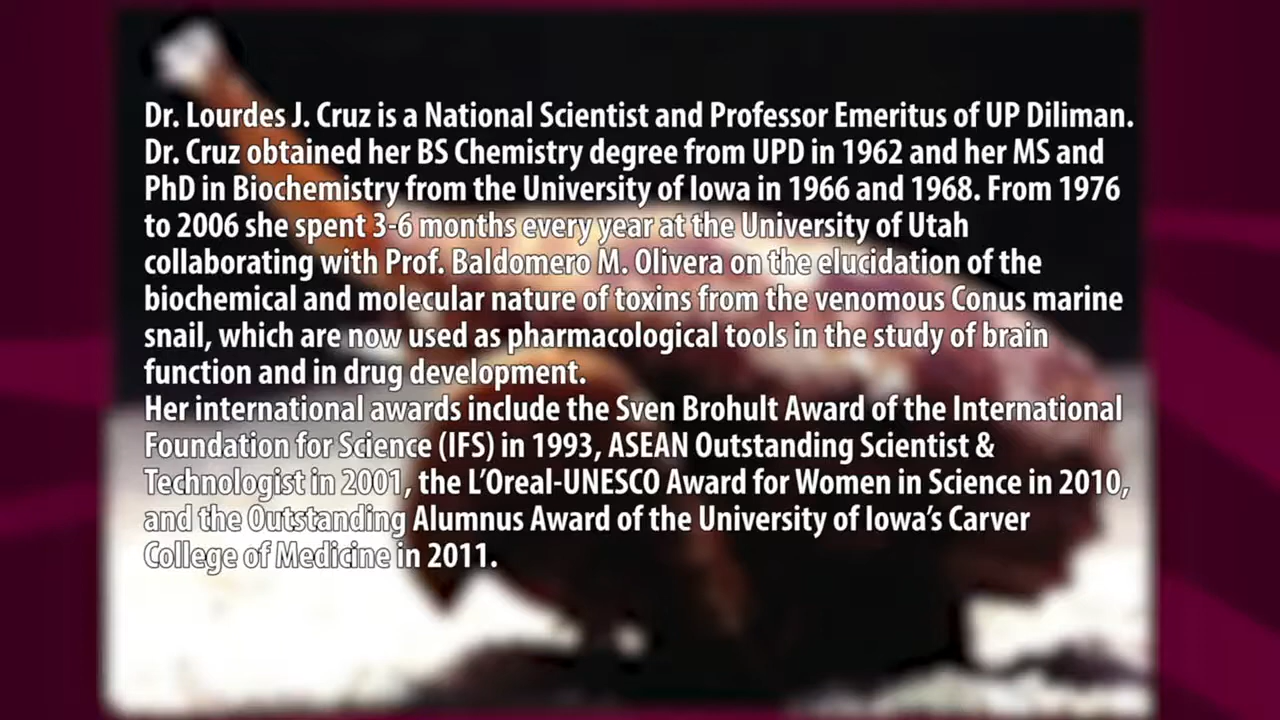 Dr. Lourdes J. Cruz is a National Scientist and Professor Emeritus of UP Diliman.
Dr. Cruz obtained her BS Chemistry degree from UPD in 1962 and her MS and
PhD in Biochemistry from the University of Iowa in 1966 and 1968. From 1976
to 2006 she spent 3-6 months every year at the University of Utah
collaborating with Prof. Baldomero M. Olivera on the elucidation of the
biochemical and molecular nature of toxins from the venomous Conus marine
snail, which are now used as pharmacological tools in the study of brain
function and in drug development.
Her international awards include the Sven Brohult Award of the International
Foundation for Science (IFS) in 1993, ASEAN Outstanding Scientist &
Technologist in 2001, the L’Oreal-UNESCO Award for Women in Science in 2010,
and the Outstanding Alumnus Award of the University of Iowa’s Carver
College of Medicine in 2011.